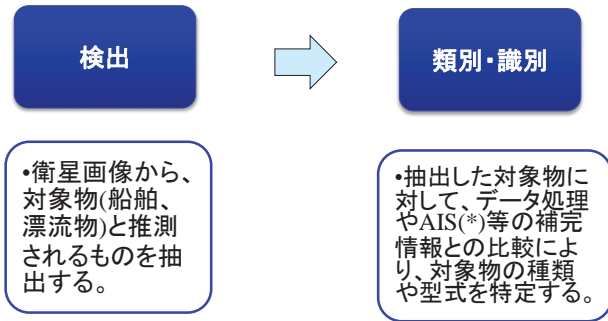 検出
類別・識別
•衛星画像から、
対象物(船舶、
漂流物)と推測
されるものを抽
出する。
•抽出した対象物に
対して、データ処理
やAIS(*)等の補完
情報との比較によ
り、対象物の種類
や型式を特定する。